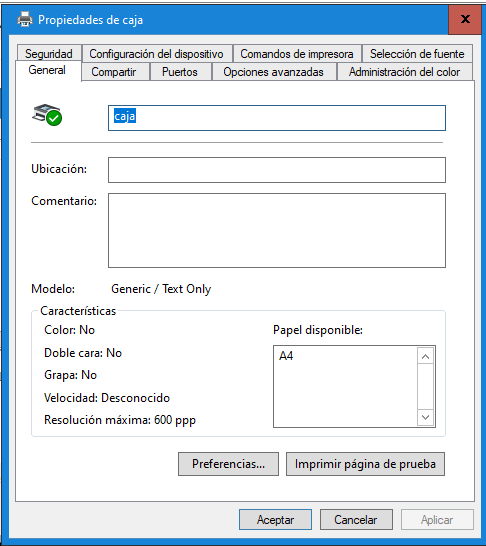 Propiedades de caja
Seguridad Configuración del dispositivo Comandos de impresora Selección de fuente
General Compartir Puertos Opciones avanzadas Administración del color
caja
Ubicación:
Comentario:
Modelo: Generic / Text Only
Características
Color: No
Papel disponible:
Doble cara: No
A4
Grapa: No
Velocidad: Desconocido
Resolución máxima: 600 ppp
Preferencias... Imprimir página de prueba
Aceptar Cancelar Aplicar